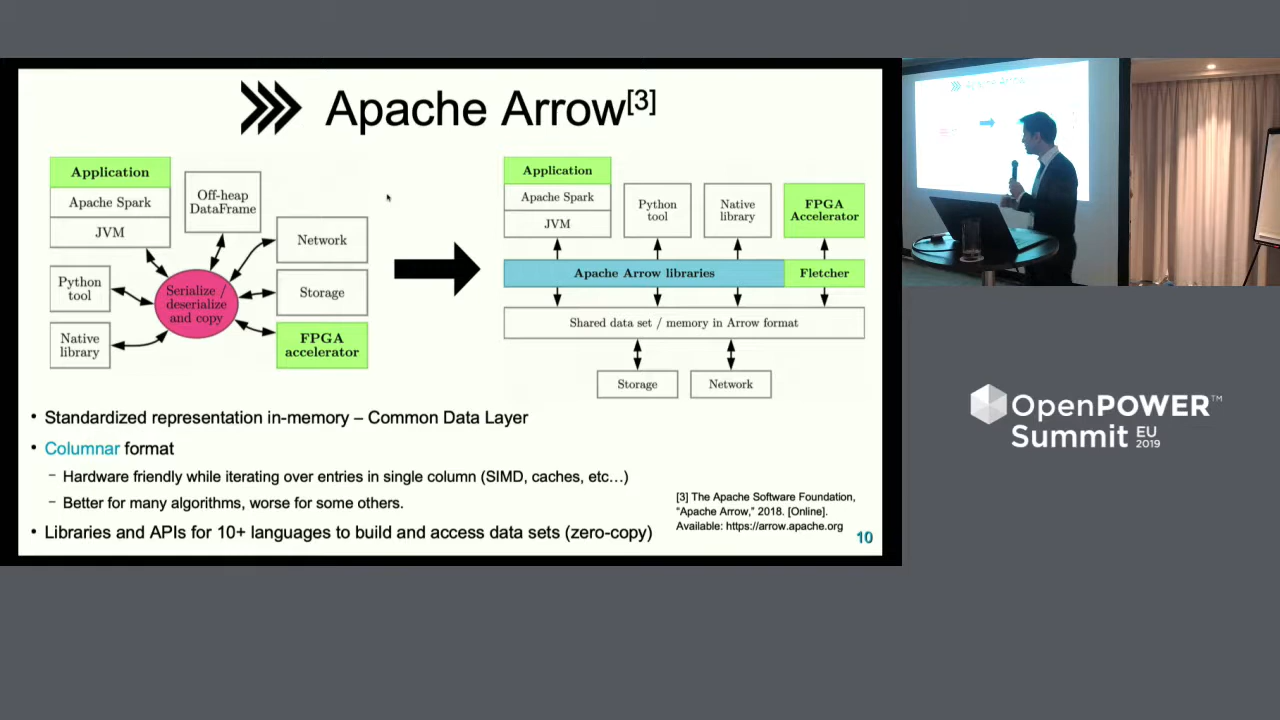 Apache Arrow[3]
Application
Apache Spark
JVM
Off-heap
DataFrame
Network
Python
tool
Serialize /
deserialize
and copy
Storage
Native
library
FPGA
accelerator
Application
Apache Spark
JVM
Python
tool
Native
library
FPGA
Accelerator
Apache Arrow libraries
Fletcher
Shared data set / memory in Arrow format
Storage
Network
• Standardized representation in-memory – Common Data Layer
• Columnar format
– Hardware friendly while iterating over entries in single column (SIMD, caches, etc…)
– Better for many algorithms, worse for some others.
• Libraries and APIs for 10+ languages to build and access data sets (zero-copy)
[3] The Apache Software Foundation,
“Apache Arrow,” 2018. [Online].
Available: https://arrow.apache.org
10
Apache Arrow
OpenPOWER™
Summit EU
2019